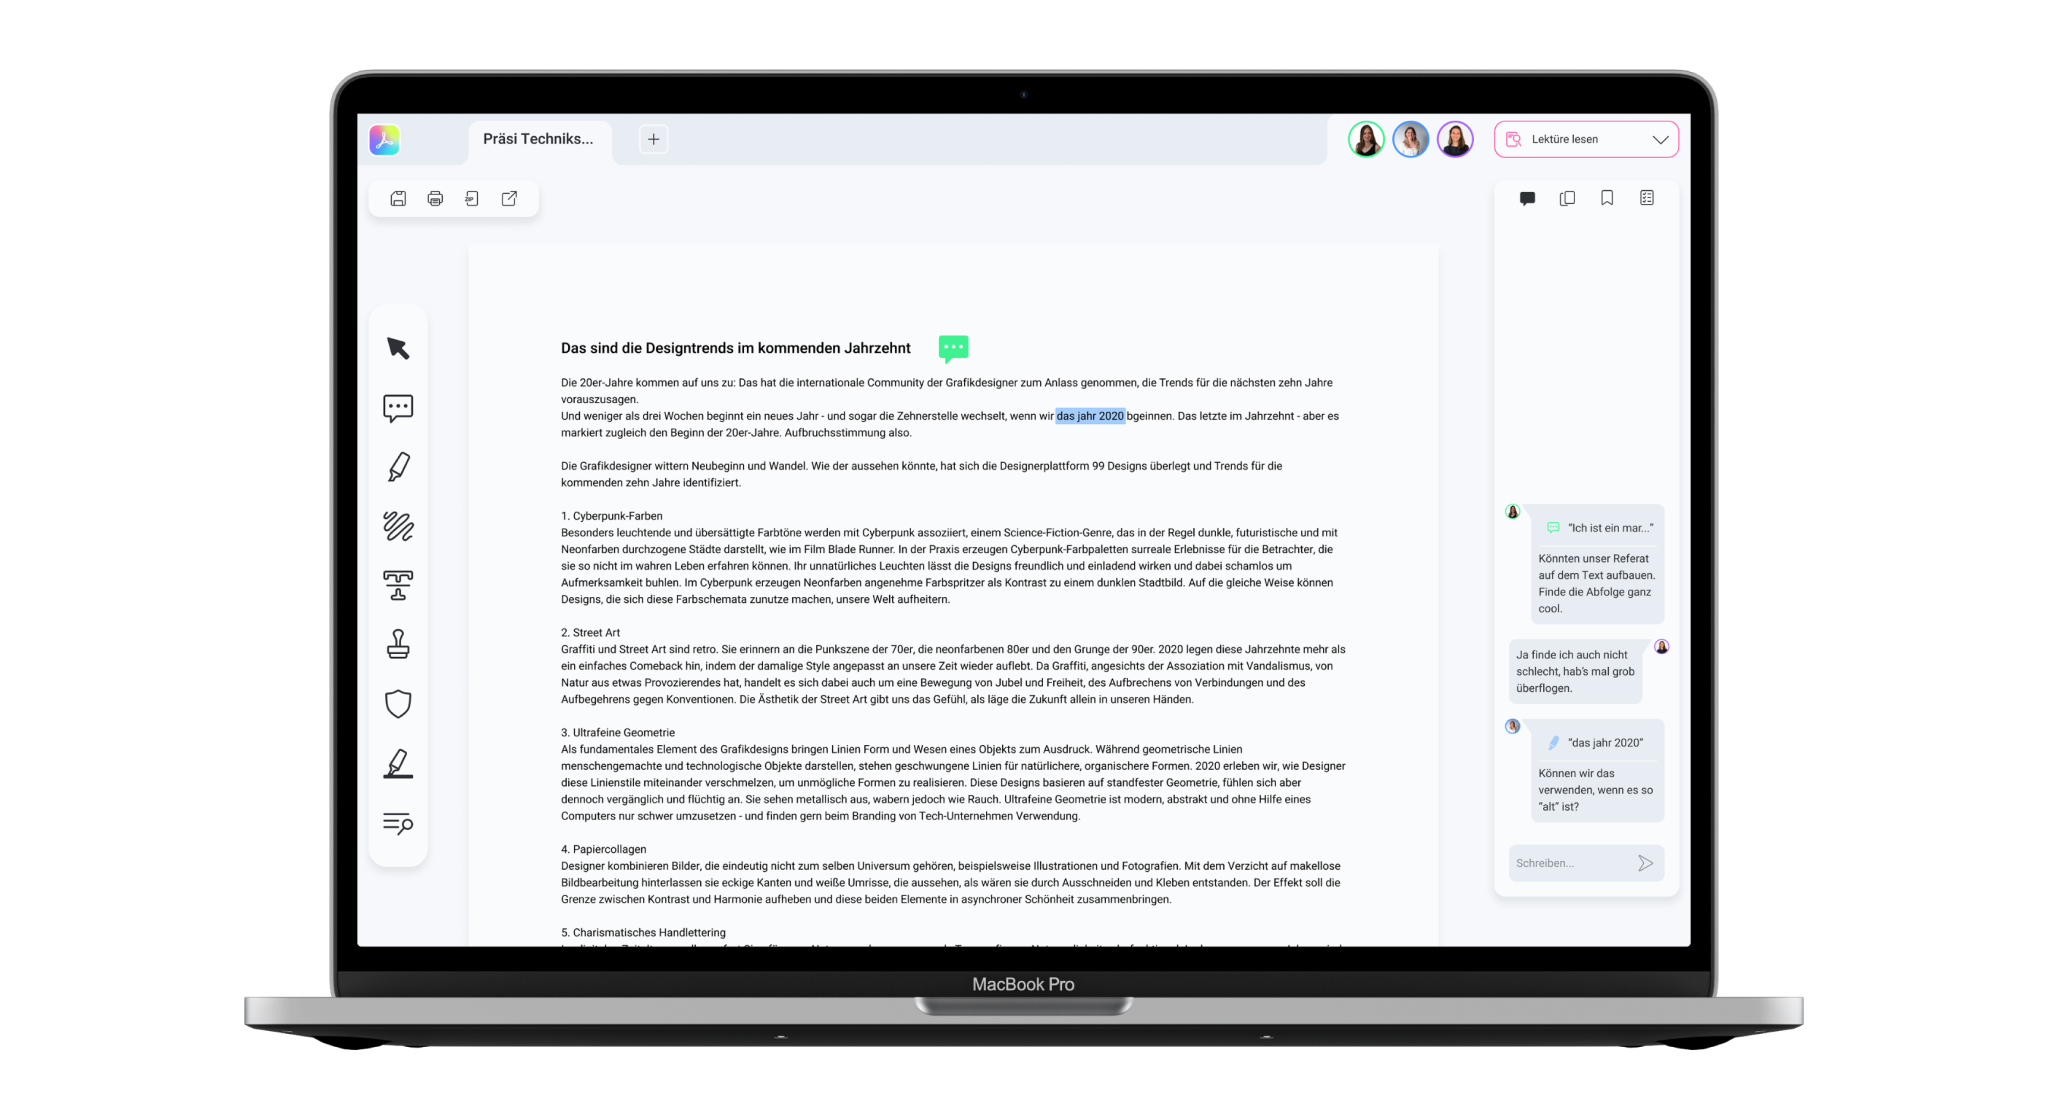 Präsi Techniks...
+
Lektüre lesen
ZIP
Das sind die Designtrends im kommenden Jahrzehnt
Die 20er-Jahre kommen auf uns zu: Das hat die internationale Community der Grafikdesigner zum Anlass genommen, die Trends für die nächsten zehn Jahre
vorauszusagen.
Und weniger als drei Wochen beginnt ein neues Jahr - und sogar die Zehnerstelle wechselt, wenn wir das jahr 2020 bgeinnen. Das letzte im Jahrzehnt - aber es
markiert zugleich den Beginn der 20er-Jahre. Aufbruchsstimmung also.
Die Grafikdesigner wittern Neubeginn und Wandel. Wie der aussehen könnte, hat sich die Designerplattform 99 Designs überlegt und Trends für die
kommenden zehn Jahre identifiziert.
1. Cyberpunk-Farben
Besonders leuchtende und übersättigte Farbtöne werden mit Cyberpunk assoziiert, einem Science-Fiction-Genre, das in der Regel dunkle, futuristische und mit
Neonfarben durchzogene Städte darstellt, wie im Film Blade Runner. In der Praxis erzeugen Cyberpunk-Farbpaletten surreale Erlebnisse für die Betrachter, die
sie so nicht im wahren Leben erfahren können. Ihr unnatürliches Leuchten lässt die Designs freundlich und einladend wirken und dabei schamlos um
Aufmerksamkeit buhlen. Im Cyberpunk erzeugen Neonfarben angenehme Farbspritzer als Kontrast zu einem dunklen Stadtbild. Auf die gleiche Weise können
Designs, die sich diese Farbschemata zunutze machen, unsere Welt aufheitern.
2. Street Art
Graffiti und Street Art sind retro. Sie erinnern an die Punkszene der 70er, die neonfarbenen 80er und den Grunge der 90er. 2020 legen diese Jahrzehnte mehr als
ein einfaches Comeback hin, indem der damalige Style angepasst an unsere Zeit wieder auflebt. Da Graffiti, angesichts der Assoziation mit Vandalismus, von
Natur aus etwas Provozierendes hat, handelt es sich dabei auch um eine Bewegung von Jubel und Freiheit, des Aufbrechens von Verbindungen und des
Aufbegehrens gegen Konventionen. Die Ästhetik der Street Art gibt uns das Gefühl, als läge die Zukunft allein in unseren Händen.
3. Ultrafeine Geometrie
Als fundamentales Element des Grafikdesigns bringen Linien Form und Wesen eines Objekts zum Ausdruck. Während geometrische Linien
menschengemachte und technologische Objekte darstellen, stehen geschwungene Linien für natürlichere, organischere Formen. 2020 erleben wir, wie Designer
diese Linienstile miteinander verschmelzen, um unmögliche Formen zu realisieren. Diese Designs basieren auf standfester Geometrie, fühlen sich aber
dennoch vergänglich und flüchtig an. Sie sehen metallisch aus, wabern jedoch wie Rauch. Ultrafeine Geometrie ist modern, abstrakt und ohne Hilfe eines
Computers nur schwer umzusetzen - und finden gern beim Branding von Tech-Unternehmen Verwendung.
4. Papiercollagen
Designer kombinieren Bilder, die eindeutig nicht zum selben Universum gehören, beispielsweise Illustrationen und Fotografien. Mit dem Verzicht auf makellose
Bildbearbeitung hinterlassen sie eckige Kanten und weiße Umrisse, die aussehen, als wären sie durch Ausschneiden und Kleben entstanden. Der Effekt soll die
Grenze zwischen Kontrast und Harmonie aufheben und diese beiden Elemente in asynchroner Schönheit zusammenbringen.
5. Charismatisches Handlettering
"Ich ist ein mar..."
Könnten unser Referat
auf dem Text aufbauen.
Finde die Abfolge ganz
cool.
Ja finde ich auch nicht
schlecht, hab's mal grob
überflogen.
"das jahr 2020"
Können wir das
verwenden, wenn es so
"alt" ist?
Schreiben...
MacBook Pro